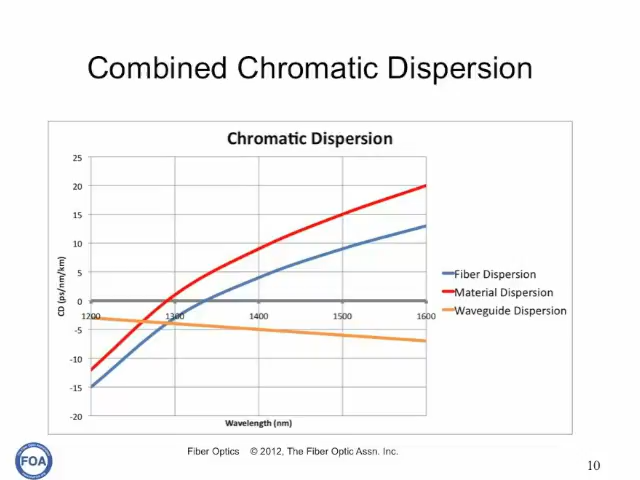 Combined Chromatic Dispersion
Chromatic Dispersion
25
20
15
10
5
0
-5
-10
-15
-20
CD (ps/nm/km)
1200
1300
1400
1500
1600
Wavelength (nm)
Fiber Dispersion
Material Dispersion
Waveguide Dispersion
FOA
Fiber Optics © 2012, The Fiber Optic Assn. Inc.
10